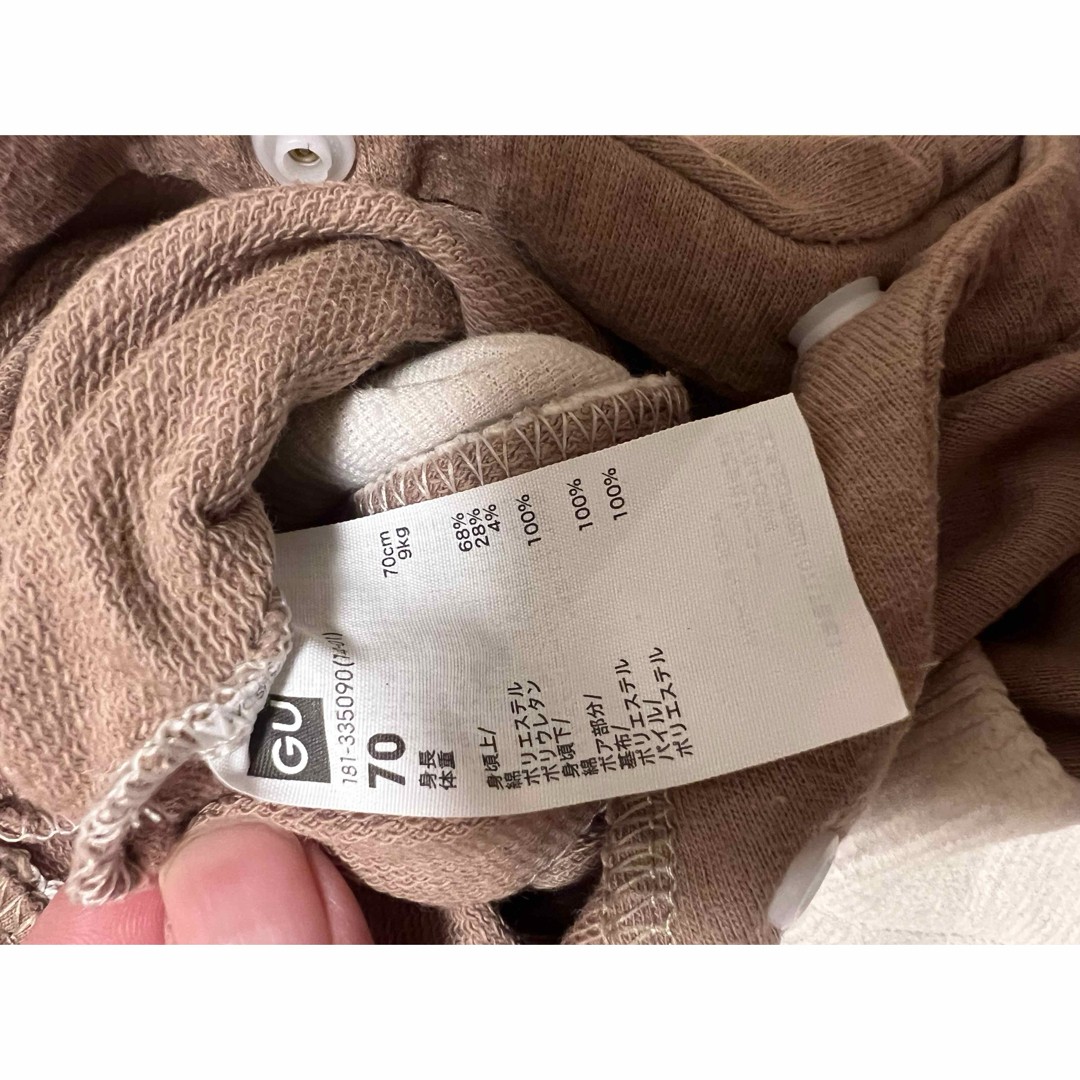 GU
181-335090(14-01)
70
身長 70cm
体重 9kg
身頃上/
綿 68%
ポリエステル 28%
ポリウレタン 4%
身頃下/
綿 100%
ボア部分/
基布/
ポリエステル 100%
パイル/
ポリエステル 100%